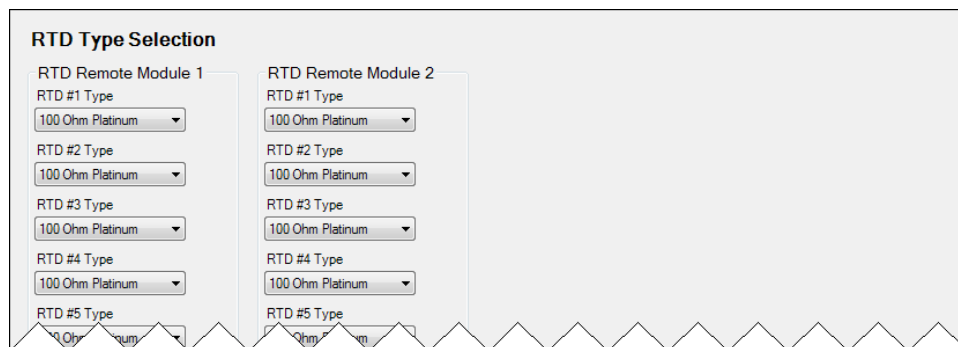 RTD Type Selection
RTD Remote Module 1
RTD #1 Type
100 Ohm Platinum
RTD #2 Type
100 Ohm Platinum
RTD #3 Type
100 Ohm Platinum
RTD #4 Type
100 Ohm Platinum
RTD #5 Type
RTD Remote Module 2
RTD #1 Type
100 Ohm Platinum
RTD #2 Type
100 Ohm Platinum
RTD #3 Type
100 Ohm Platinum
RTD #4 Type
100 Ohm Platinum
RTD #5 Type